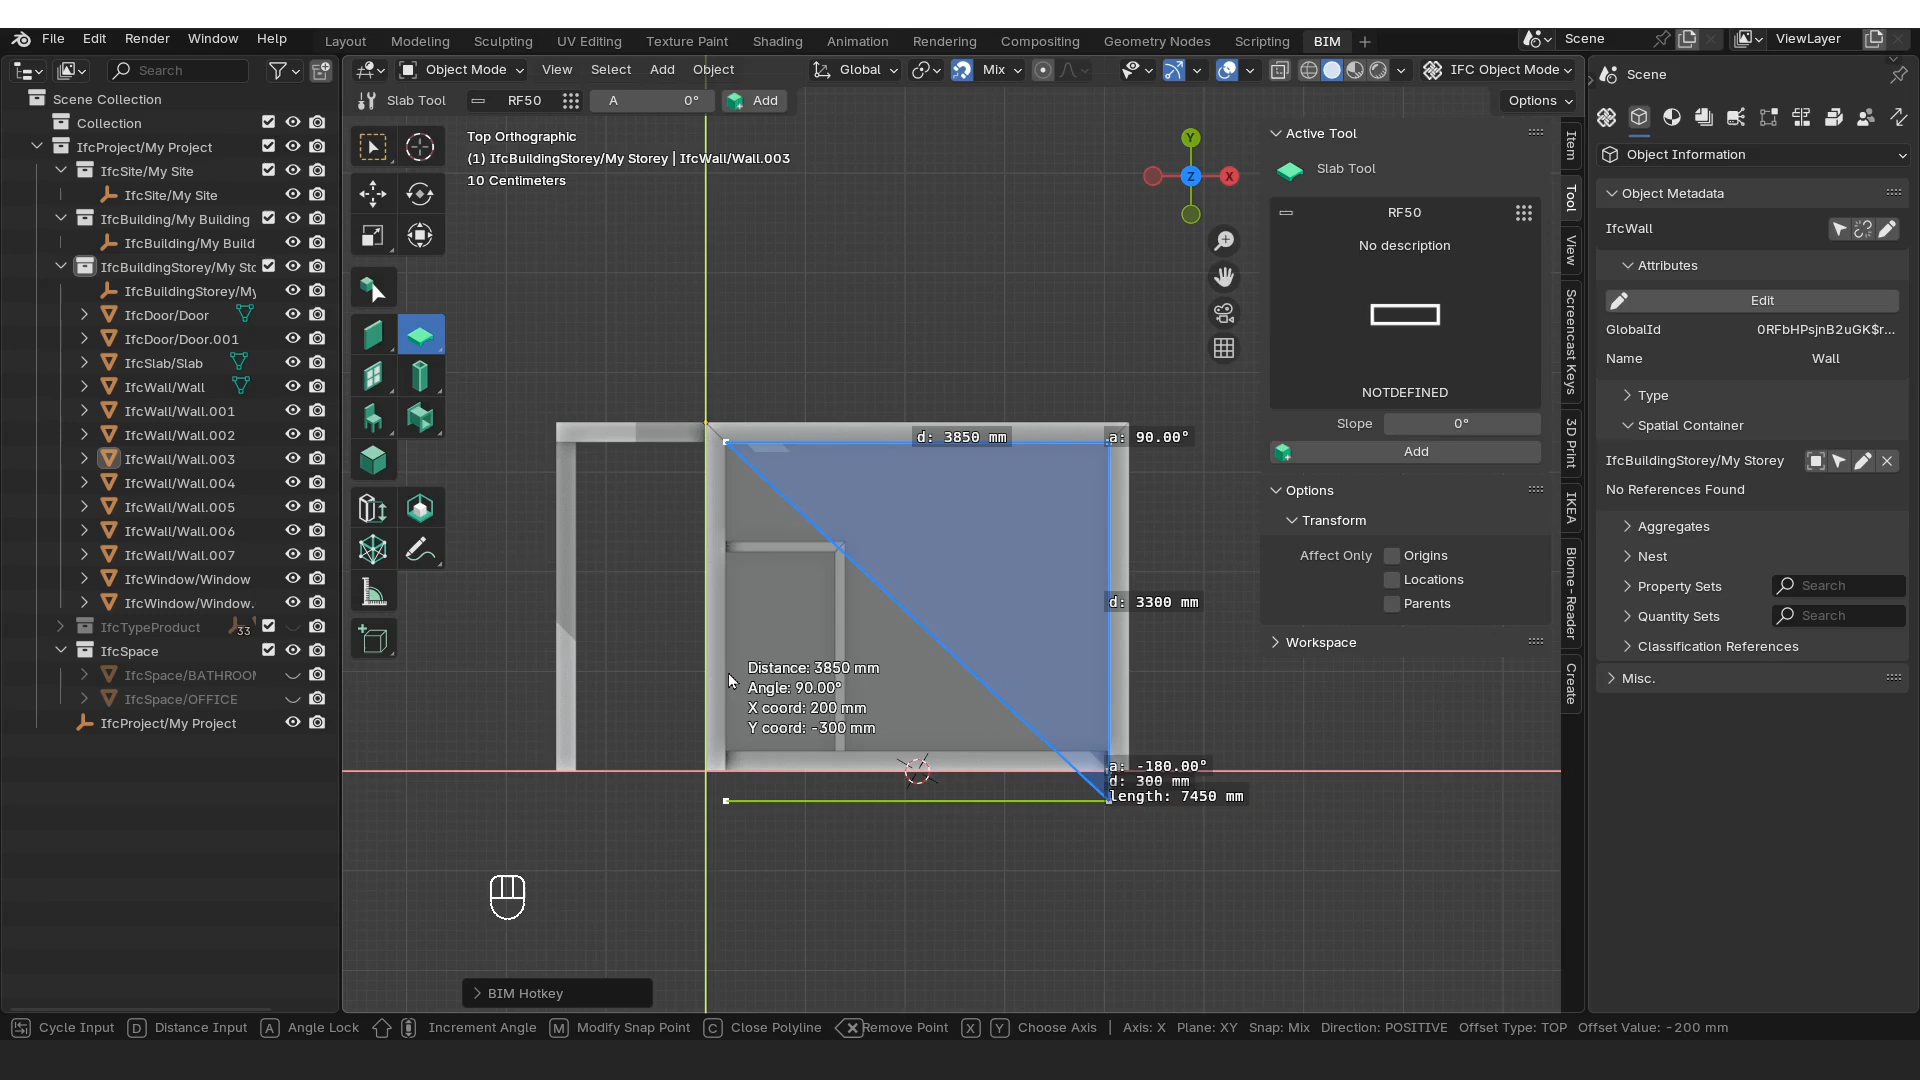 File Edit Render Window Help Layout Modeling Sculpting UV Editing Texture Paint Shading Animation Rendering Compositing Geometry Nodes Scripting BIM Scene ViewLayer
Search
Object Mode View Select Add Object Global Mix IFC Object Mode
Slab Tool RF50 A 0° Add Options
Scene Collection
Collection
IfcProject/My Project
IfcSite/My Site
IfcSite/My Site
IfcBuilding/My Building
IfcBuilding/My Build
IfcBuildingStorey/My Sto
IfcBuildingStorey/My
IfcDoor/Door
IfcDoor/Door.001
IfcSlab/Slab
IfcWall/Wall
IfcWall/Wall.001
IfcWall/Wall.002
IfcWall/Wall.003
IfcWall/Wall.004
IfcWall/Wall.005
IfcWall/Wall.006
IfcWall/Wall.007
IfcWindow/Window
IfcWindow/Window.
IfcTypeProduct 33
IfcSpace
IfcSpace/BATHROO
IfcSpace/OFFICE
IfcProject/My Project
Top Orthographic
(1) IfcBuildingStorey/My Storey | IfcWall/Wall.003
10 Centimeters
Y
Z X
d: 3850 mm a: 90.00°
d: 3300 mm
Distance: 3850 mm
Angle: 90.00°
X coord: 200 mm
Y coord: -300 mm
a: -180.00°
d: 300 mm
length: 7450 mm
BIM Hotkey
Active Tool
Slab Tool
RF50
No description
NOTDEFINED
Slope 0°
Add
Options
Transform
Affect Only Origins
Locations
Parents
Workspace
Item
Tool
View
Screencast Keys
3D Print
IKEA
Biome-Reader
Create
Scene
Object Information
Object Metadata
IfcWall
Attributes
Edit
GlobalId 0RFbHPsjnB2uGK$r...
Name Wall
Type
Spatial Container
IfcBuildingStorey/My Storey
No References Found
Aggregates
Nest
Property Sets Search
Quantity Sets Search
Classification References
Misc.
Cycle Input D Distance Input A Angle Lock Increment Angle M Modify Snap Point C Close Polyline Remove Point X Y Choose Axis | Axis: X Plane: XY Snap: Mix Direction: POSITIVE Offset Type: TOP Offset Value: -200 mm